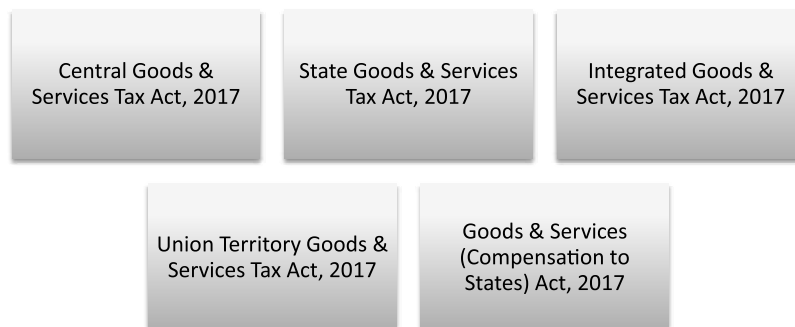 Central Goods &
Services Tax Act, 2017
State Goods & Services
Tax Act, 2017
Integrated Goods &
Services Tax Act, 2017
Union Territory Goods &
Services Tax Act, 2017
Goods & Services
(Compensation to
States) Act, 2017